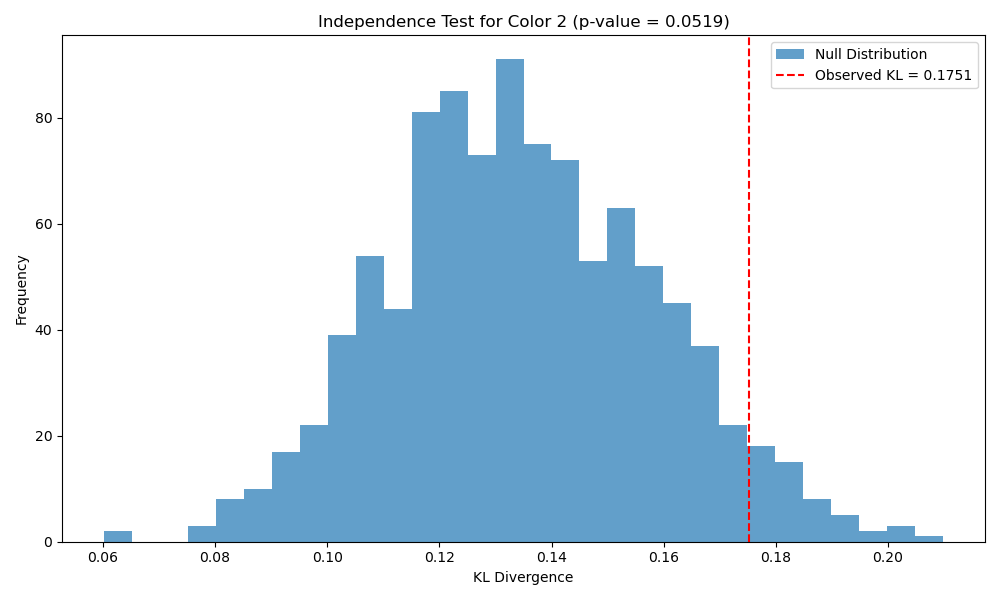 Independence Test for Color 2 (p-value = 0.0519)
Null Distribution
Observed KL = 0.1751
Frequency
80
60
40
20
0
0.06 0.08 0.10 0.12 0.14 0.16 0.18 0.20
KL Divergence